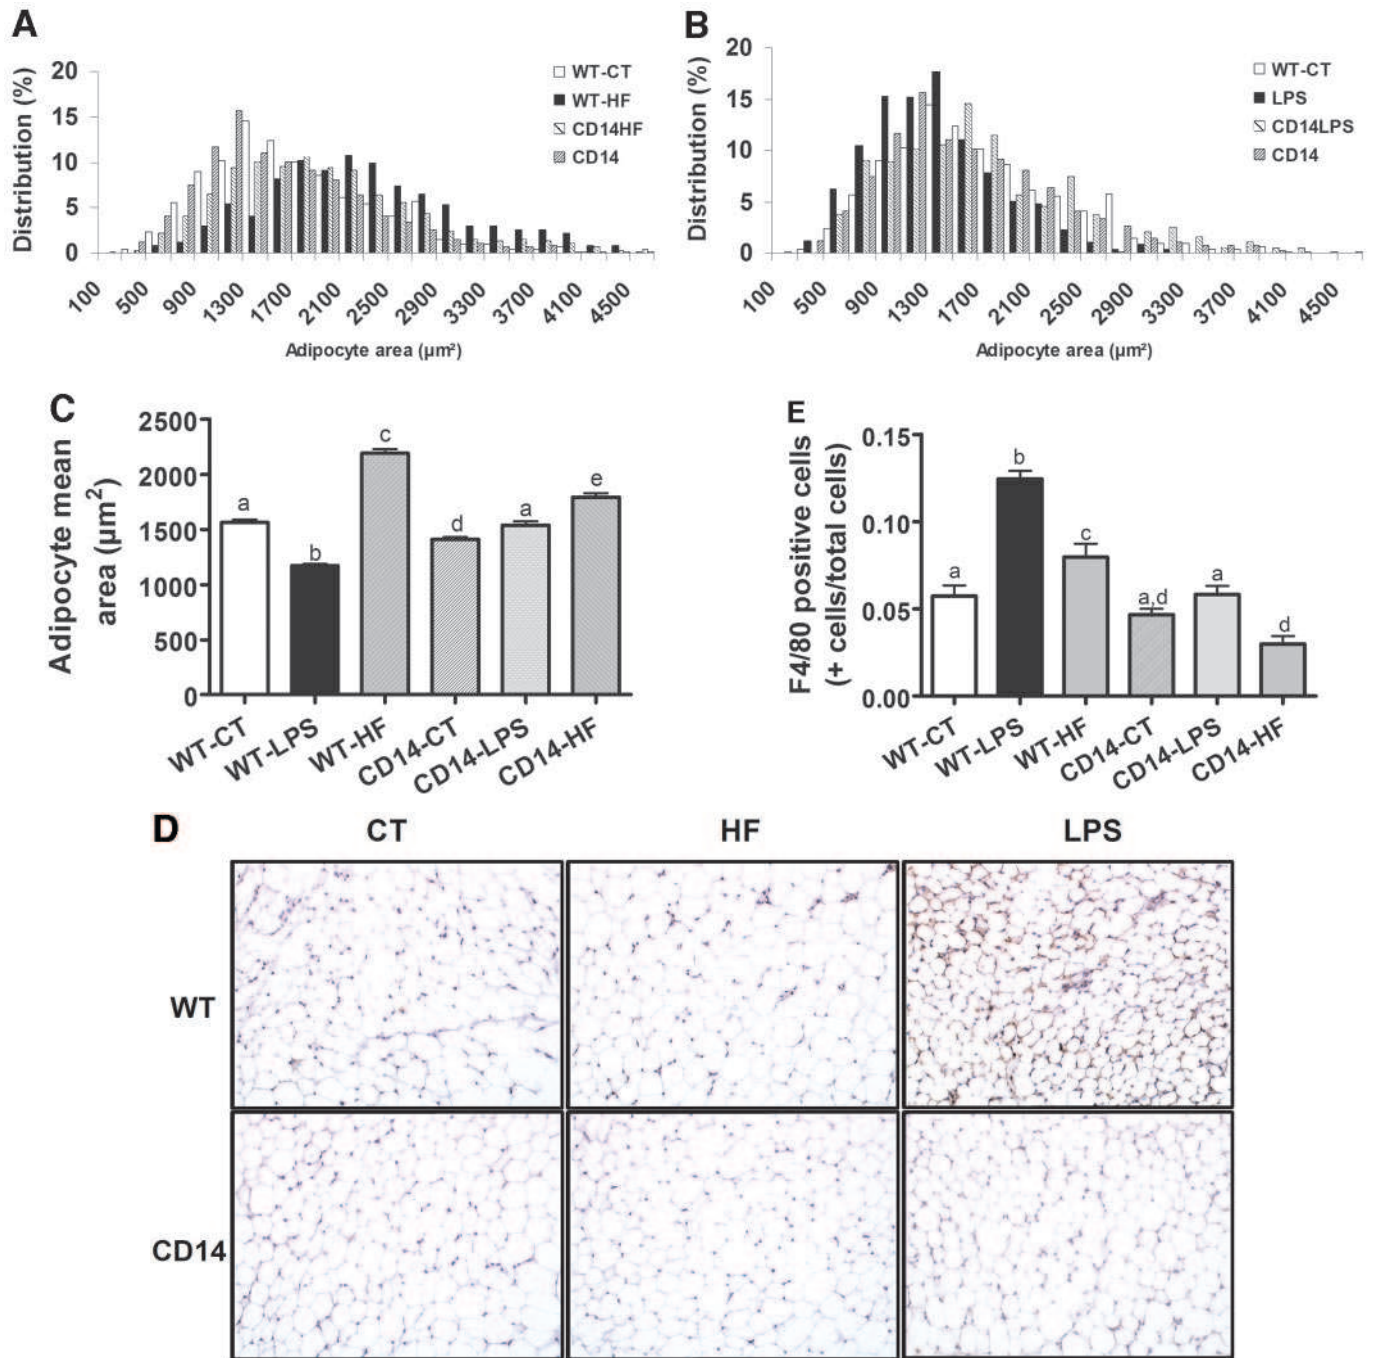 A
Distribution (%)
20
15
10
5
0
WT-CT
WT-HF
CD14HF
CD14
100 500 900 1300 1700 2100 2500 2900 3300 3700 4100 4500
Adipocyte area (µm²)
B
Distribution (%)
20
15
10
5
0
WT-CT
LPS
CD14LPS
CD14
100 500 900 1300 1700 2100 2500 2900 3300 3700 4100 4500
Adipocyte area (µm²)
C
Adipocyte mean
area (µm²)
2500
2000
1500
1000
500
0
a b c d a e
WT-CT WT-LPS WT-HF CD14-CT CD14-LPS CD14-HF
E
F4/80 positive cells
(+ cells/total cells)
0.15
0.10
0.05
0.00
a b c a,d a d
WT-CT WT-LPS WT-HF CD14-CT CD14-LPS CD14-HF
D
CT HF LPS
WT
CD14